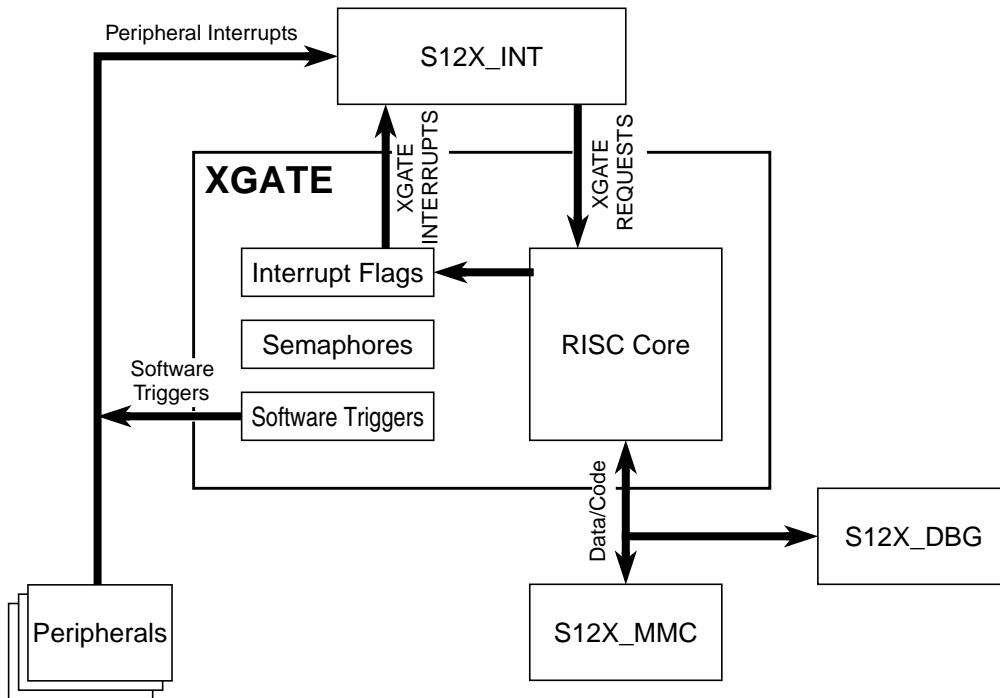 Peripheral Interrupts
S12X_INT
XGATE
INTERRUPTS
XGATE
REQUESTS
XGATE
Interrupt Flags
Semaphores
RISC Core
Software
Triggers
Software Triggers
Data/Code
S12X_DBG
Peripherals
S12X_MMC